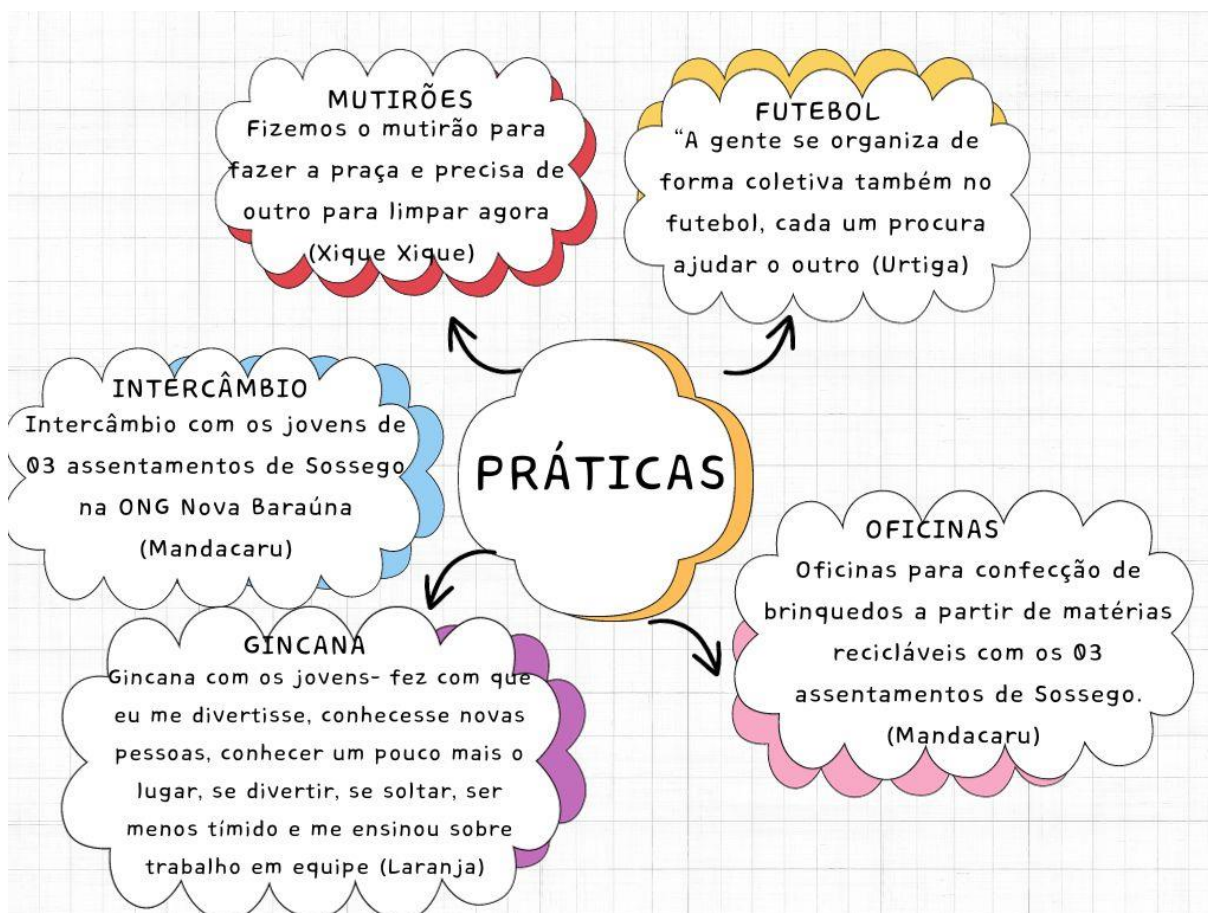 MUTIRÕES
Fizemos o mutirão para
fazer a praça e precisa de
outro para limpar agora
(Xique Xique)
FUTEBOL
“A gente se organiza de
forma coletiva também no
futebol, cada um procura
ajudar o outro (Urtiga)
INTERCÂMBIO
Intercâmbio com os jovens de
03 assentamentos de Sossego
na ONG Nova Baraúna
(Mandacaru)
PRÁTICAS
OFICINAS
Oficinas para confecção de
brinquedos a partir de matérias
recicláveis com os 03
assentamentos de Sossego.
(Mandacaru)
GINCANA
Gincana com os jovens- fez com que
eu me divertisse, conhecesse novas
pessoas, conhecer um pouco mais o
lugar, se divertir, se soltar, ser
menos tímido e me ensinou sobre
trabalho em equipe (Laranja)